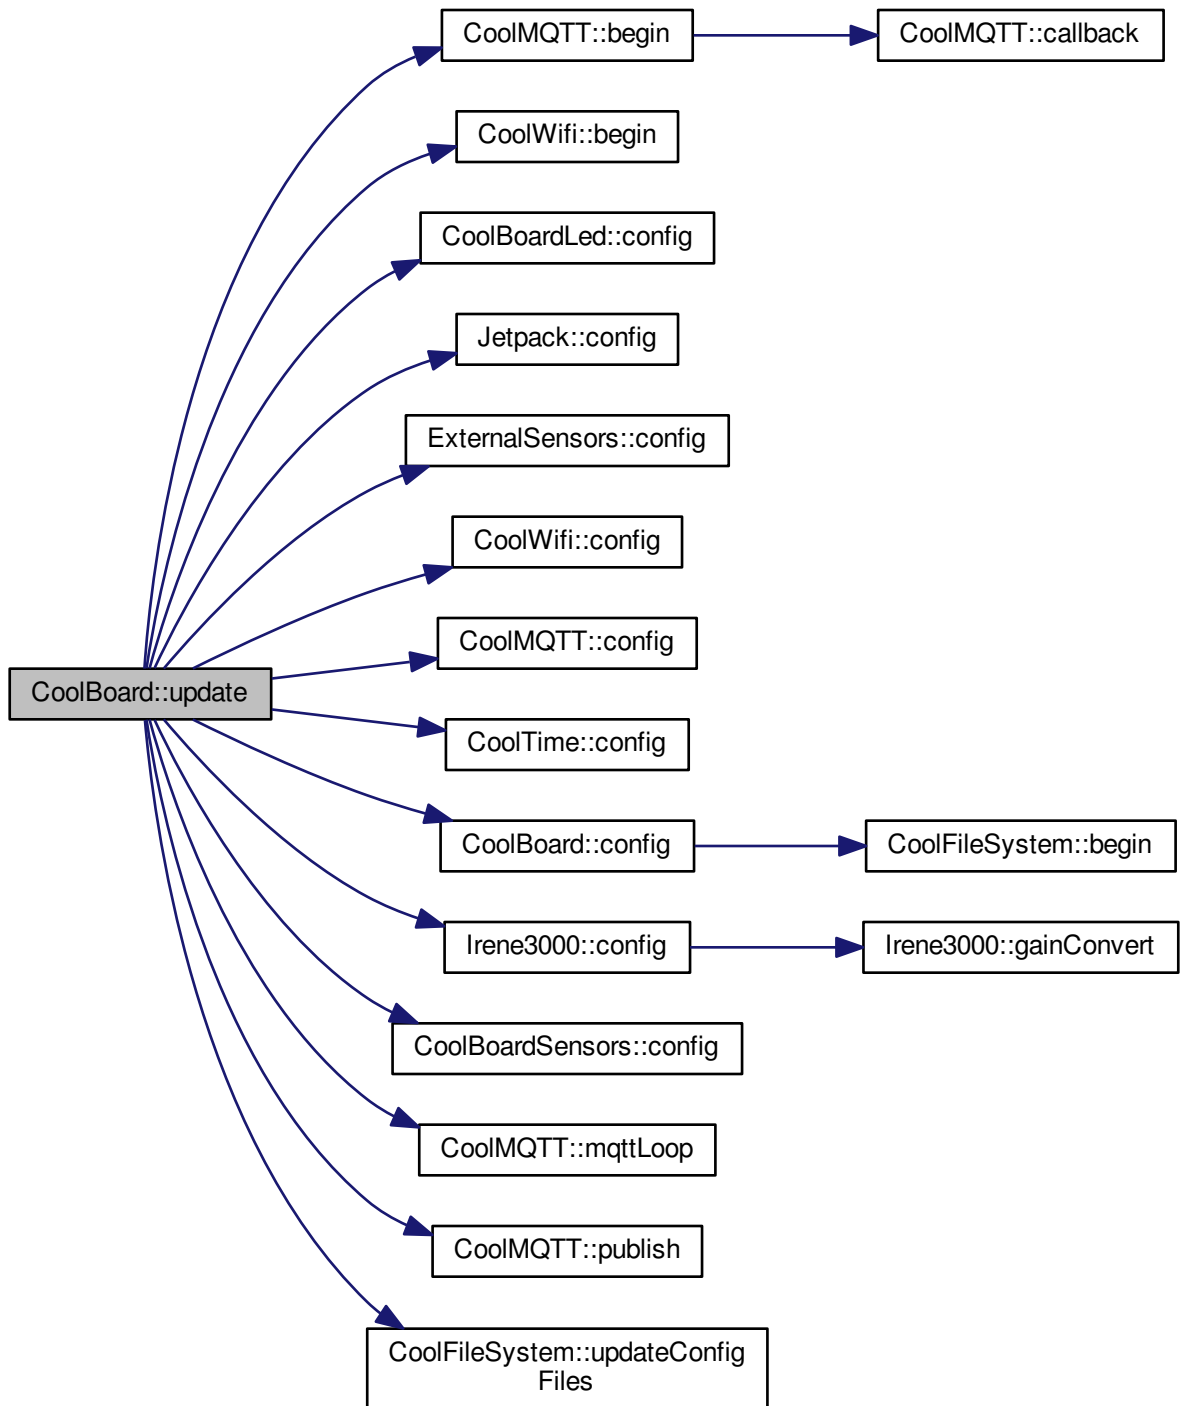 CoolMQTT::begin
CoolMQTT::callback
CoolWifi::begin
CoolBoardLed::config
Jetpack::config
ExternalSensors::config
CoolWifi::config
CoolMQTT::config
CoolBoard::update
CoolTime::config
CoolBoard::config
CoolFileSystem::begin
Irene3000::config
Irene3000::gainConvert
CoolBoardSensors::config
CoolMQTT::mqttLoop
CoolMQTT::publish
CoolFileSystem::updateConfig
Files